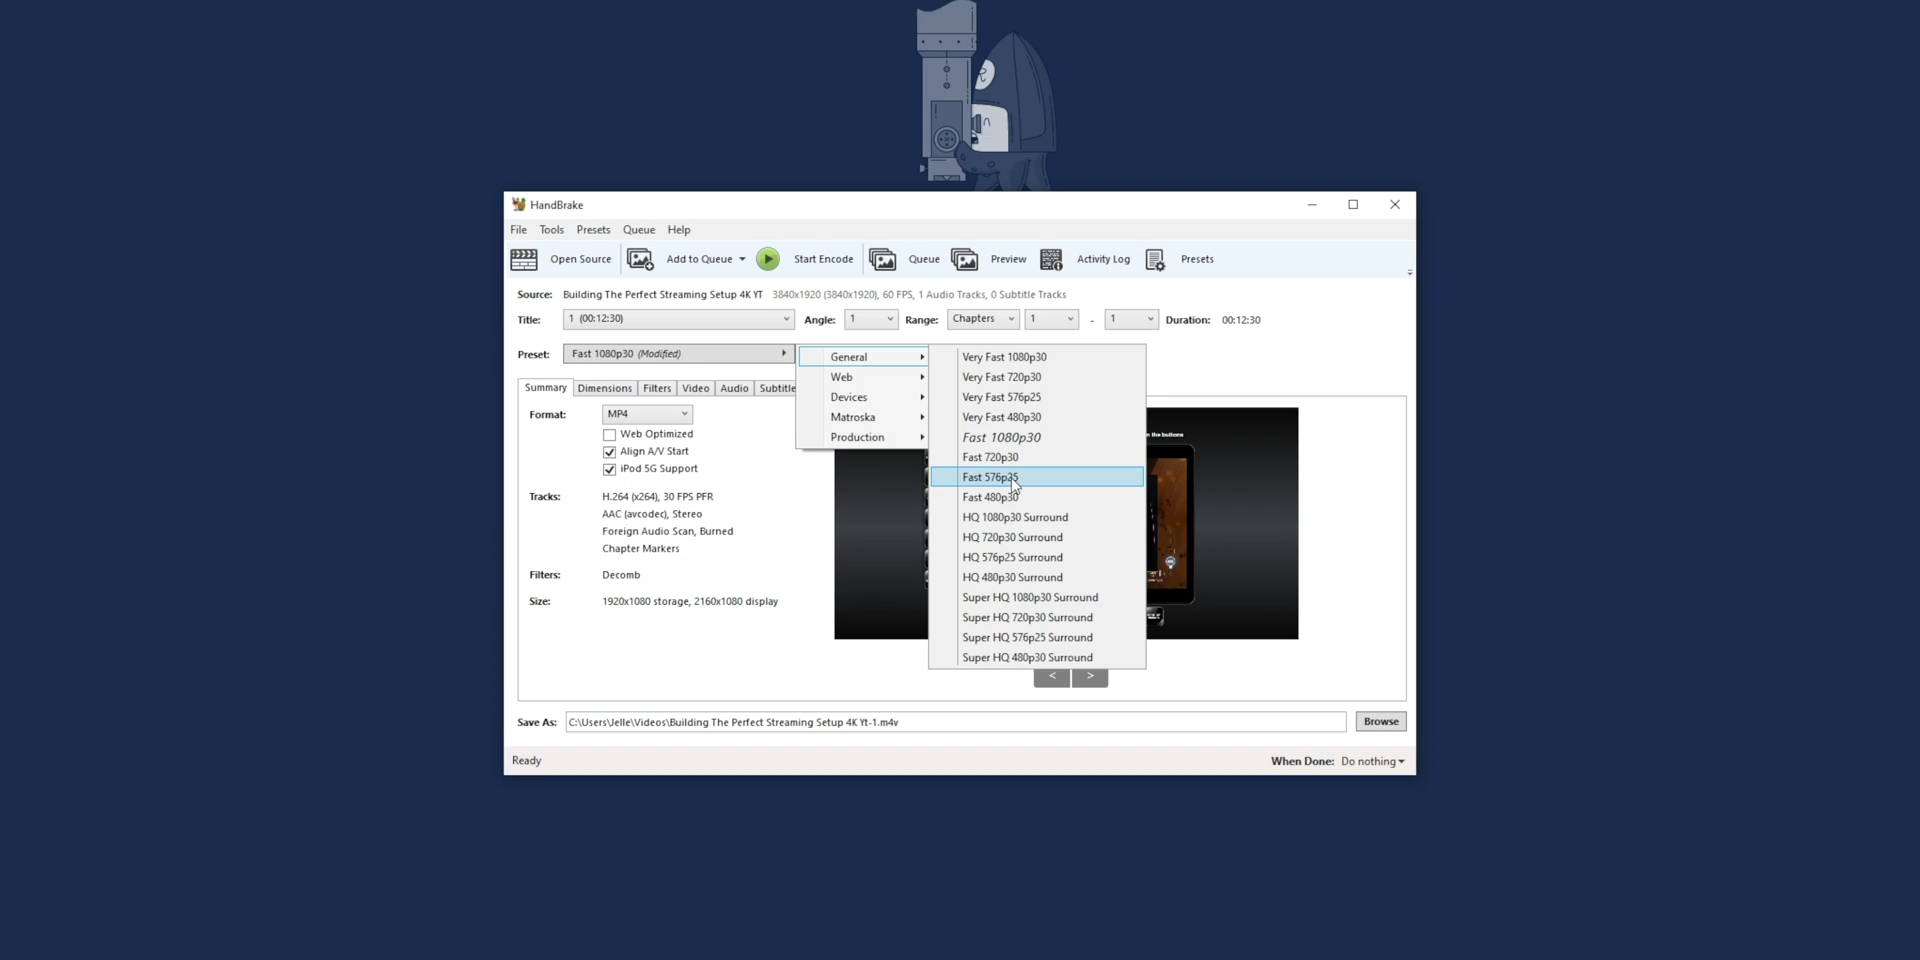 HandBrake
File Tools Presets Queue Help
Open Source Add to Queue Start Encode Queue Preview Activity Log Presets
Source: Building The Perfect Streaming Setup 4K YT 3840x1920 (3840x1920), 60 FPS, 1 Audio Tracks, 0 Subtitle Tracks
Title: 1 (00:12:30) Angle: 1 Range: Chapters 1 - 1 Duration: 00:12:30
Preset: Fast 1080p30 (Modified)
General
Web
Devices
Matroska
Production
Very Fast 1080p30
Very Fast 720p30
Very Fast 576p25
Very Fast 480p30
Fast 1080p30
Fast 720p30
Fast 576p25
Fast 480p30
HQ 1080p30 Surround
HQ 720p30 Surround
HQ 576p25 Surround
HQ 480p30 Surround
Super HQ 1080p30 Surround
Super HQ 720p30 Surround
Super HQ 576p25 Surround
Super HQ 480p30 Surround
Summary Dimensions Filters Video Audio Subtitle
Format: MP4
Web Optimized
Align A/V Start
iPod 5G Support
Tracks: H.264 (x264), 30 FPS PFR
AAC (avcodec), Stereo
Foreign Audio Scan, Burned
Chapter Markers
Filters: Decomb
Size: 1920x1080 storage, 2160x1080 display
the buttons
< >
Save As: C:\Users\Jelle\Videos\Building The Perfect Streaming Setup 4K Yt-1.m4v Browse
Ready When Done: Do nothing